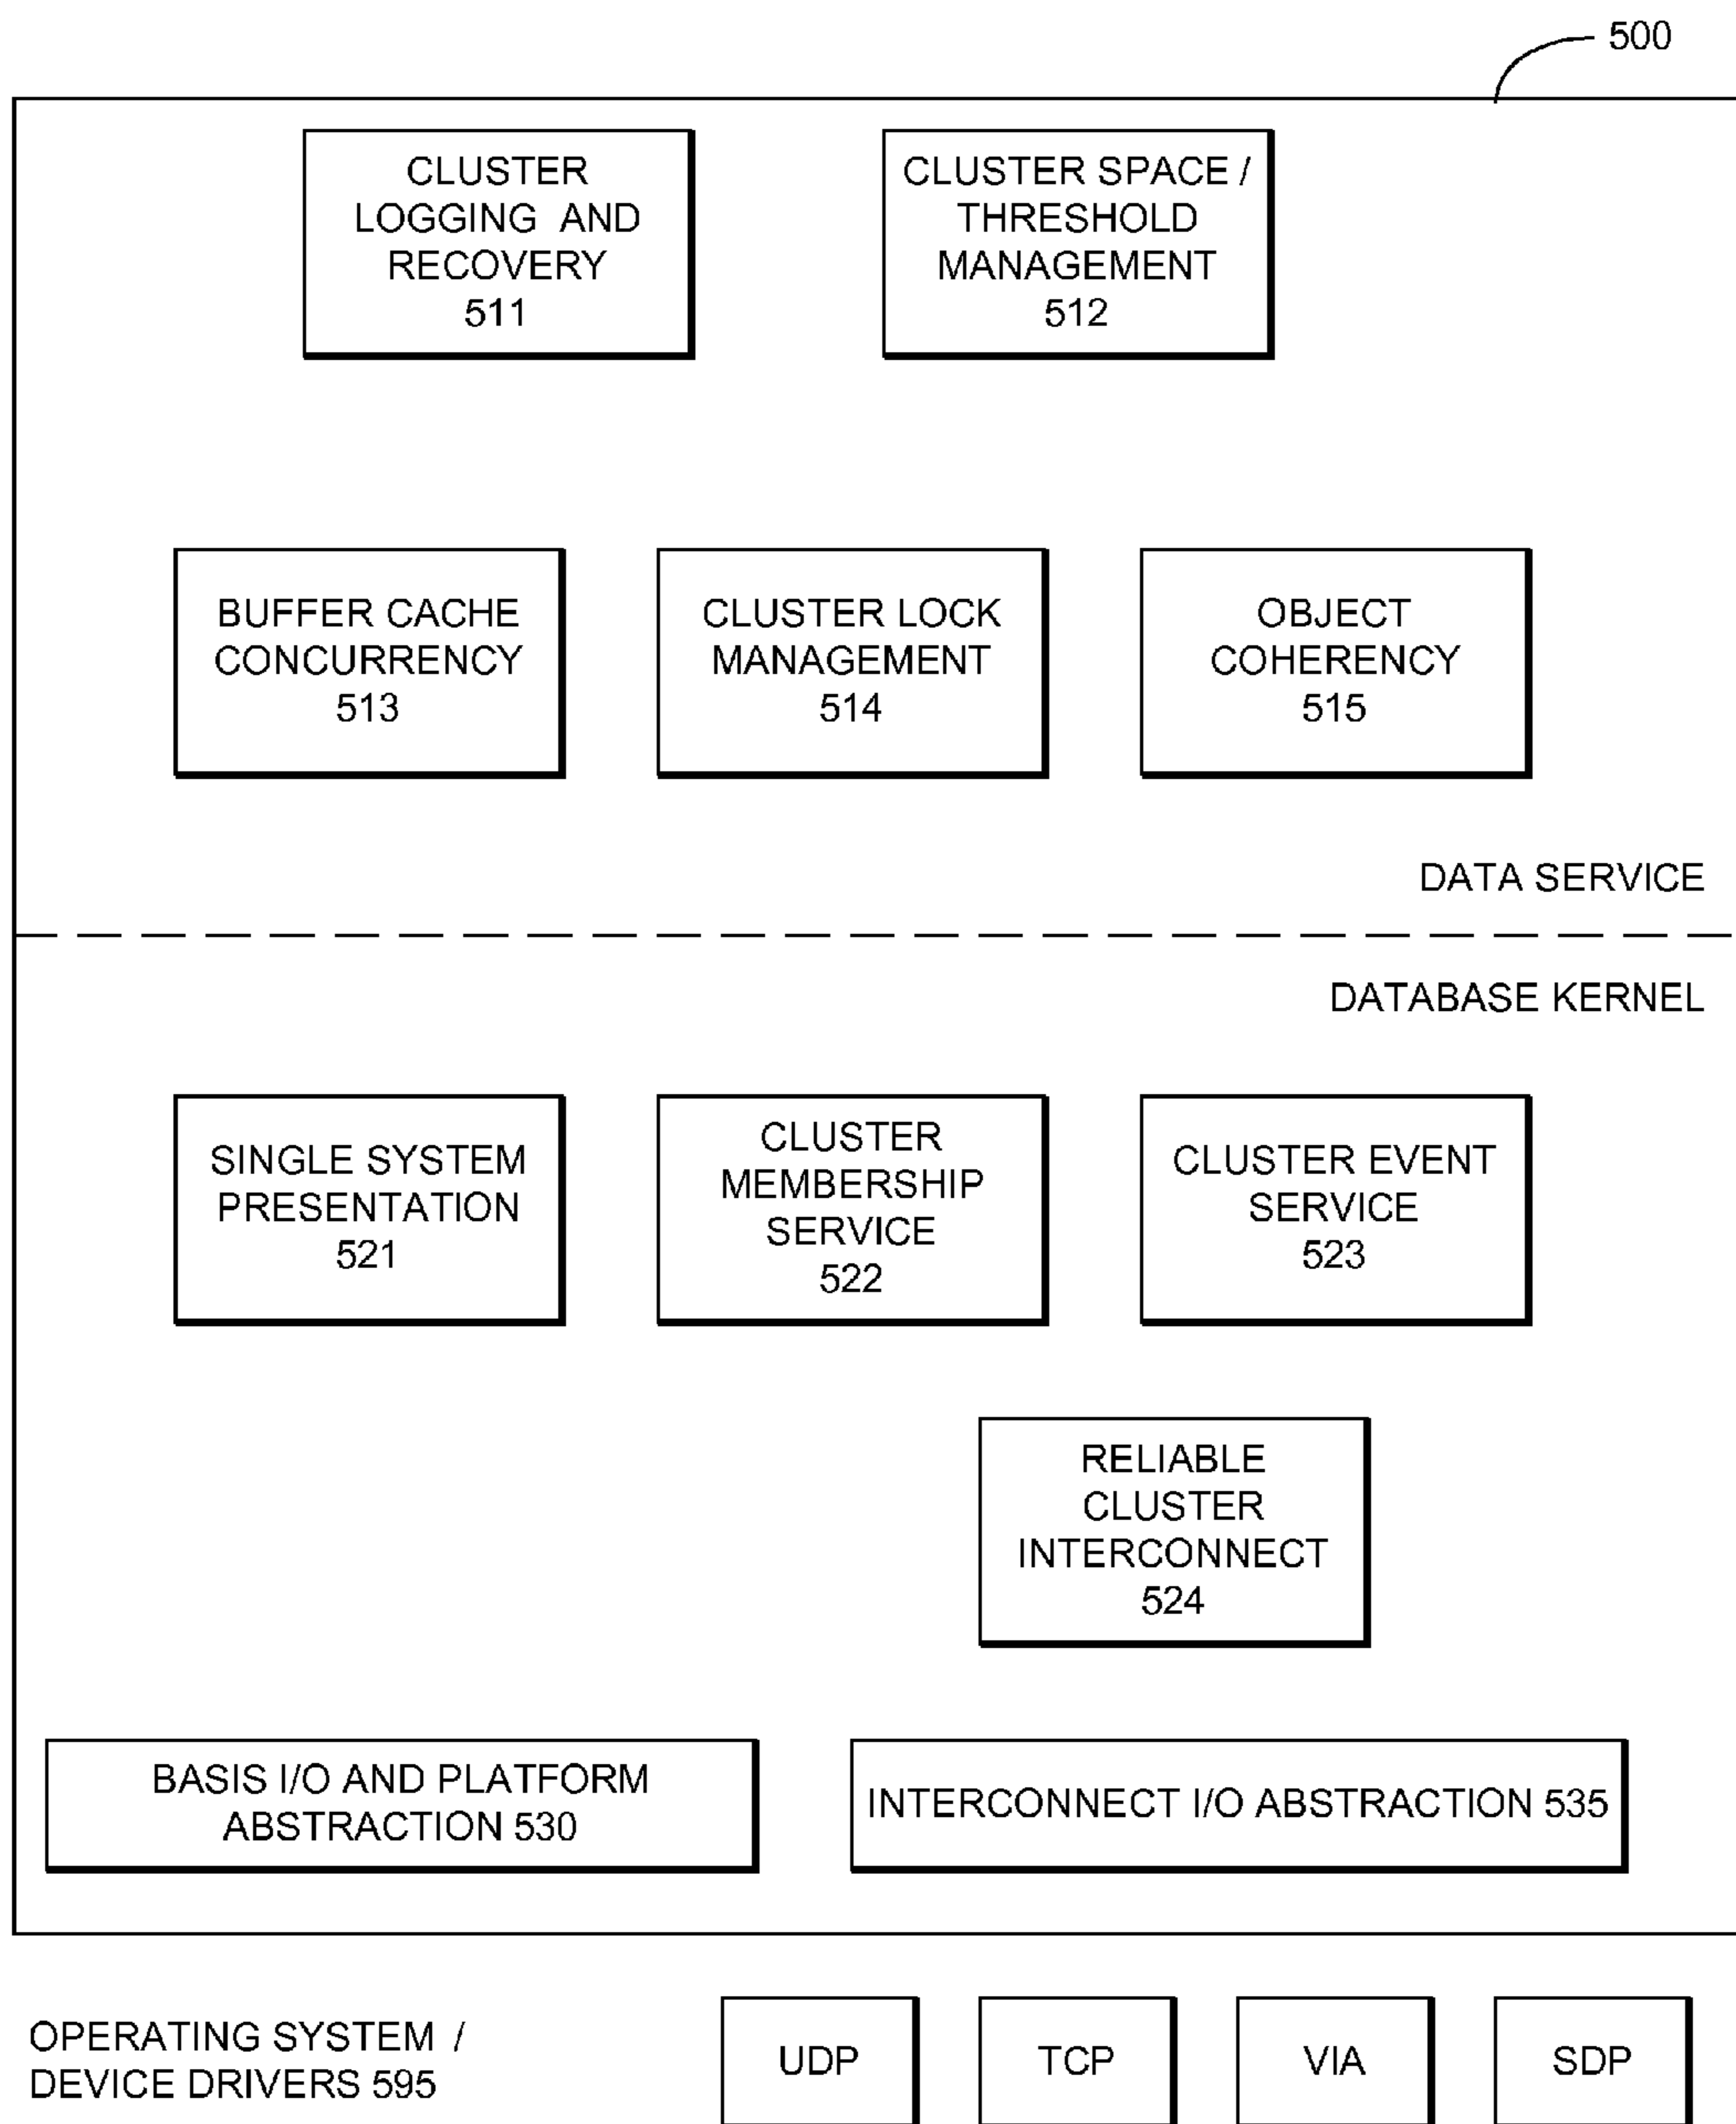 500
CLUSTER
LOGGING AND
RECOVERY
511
CLUSTER SPACE /
THRESHOLD
MANAGEMENT
512
BUFFER CACHE
CONCURRENCY
513
CLUSTER LOCK
MANAGEMENT
514
OBJECT
COHERENCY
515
DATA SERVICE
DATABASE KERNEL
SINGLE SYSTEM
PRESENTATION
521
CLUSTER
MEMBERSHIP
SERVICE
522
CLUSTER EVENT
SERVICE
523
RELIABLE
CLUSTER
INTERCONNECT
524
BASIS I/O AND PLATFORM
ABSTRACTION 530
INTERCONNECT I/O ABSTRACTION 535
OPERATING SYSTEM /
DEVICE DRIVERS 595
UDP
TCP
VIA
SDP